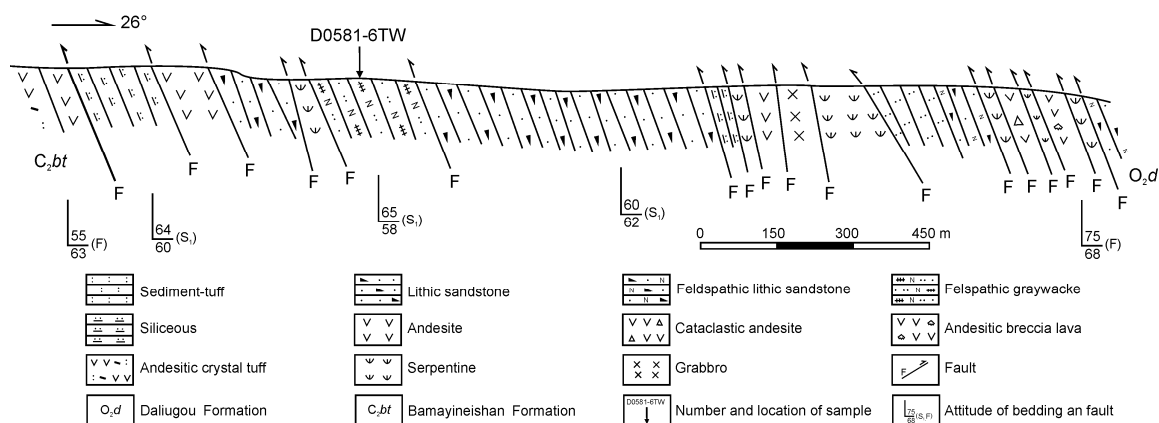 26°
D0581-6TW
C₂bt
F F F F F F F F F F F F F F F F F
O₂d
55
63 (F)
64
60 (S₁)
65
58 (S₁)
60
62 (S₁)
75
68 (F)
0 150 300 450 m
Sediment-tuff
Lithic sandstone
Feldspathic lithic sandstone
Felspathic graywacke
Siliceous
Andesite
Cataclastic andesite
Andesitic breccia lava
Andesitic crystal tuff
Serpentine
Grabbro
F Fault
O₂d Daliugou Formation
C₂bt Bamayineishan Formation
D0581-6TW Number and location of sample
75
68 (S,F) Attitude of bedding an fault